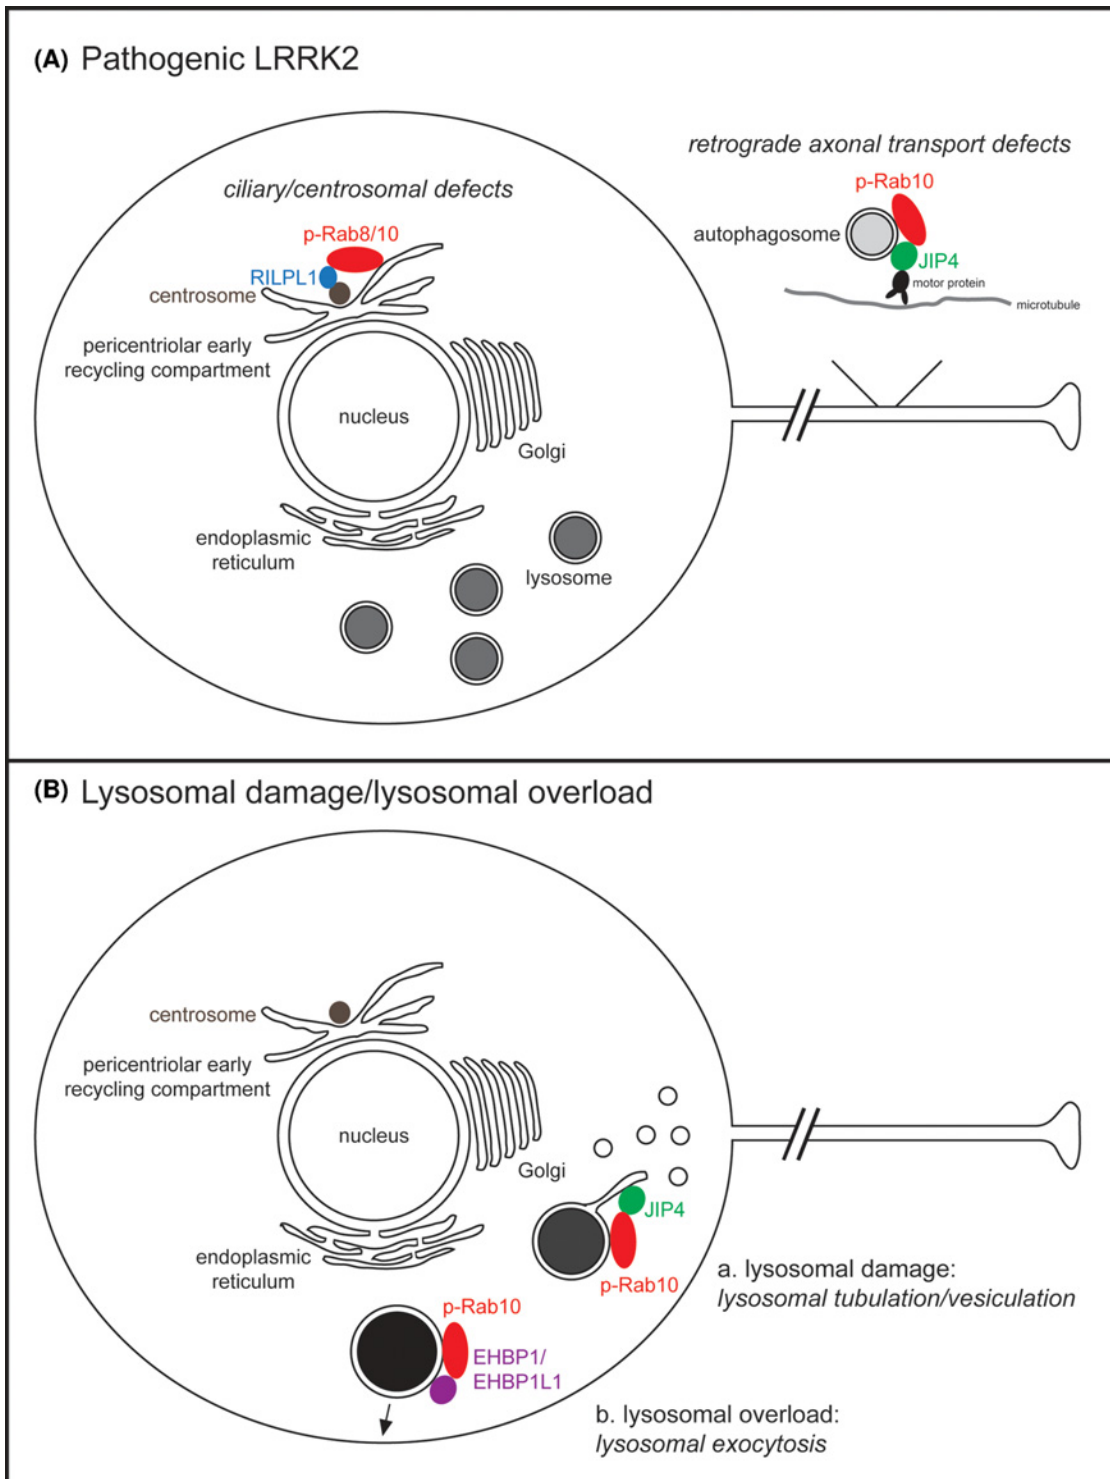 (A) Pathogenic LRRK2
retrograde axonal transport defects
p-Rab10
ciliary/centrosomal defects
p-Rab8/10
autophagosome
RILPL1
JIP4
centrosome
motor protein
microtubule
pericentriolar early
recycling compartment
nucleus
Golgi
endoplasmic
reticulum
lysosome
(B) Lysosomal damage/lysosomal overload
centrosome
pericentriolar early
recycling compartment
nucleus
Golgi
JIP4
endoplasmic
reticulum
p-Rab10
a. lysosomal damage:
lysosomal tubulation/vesiculation
p-Rab10
EHBP1/
EHBP1L1
b. lysosomal overload:
lysosomal exocytosis